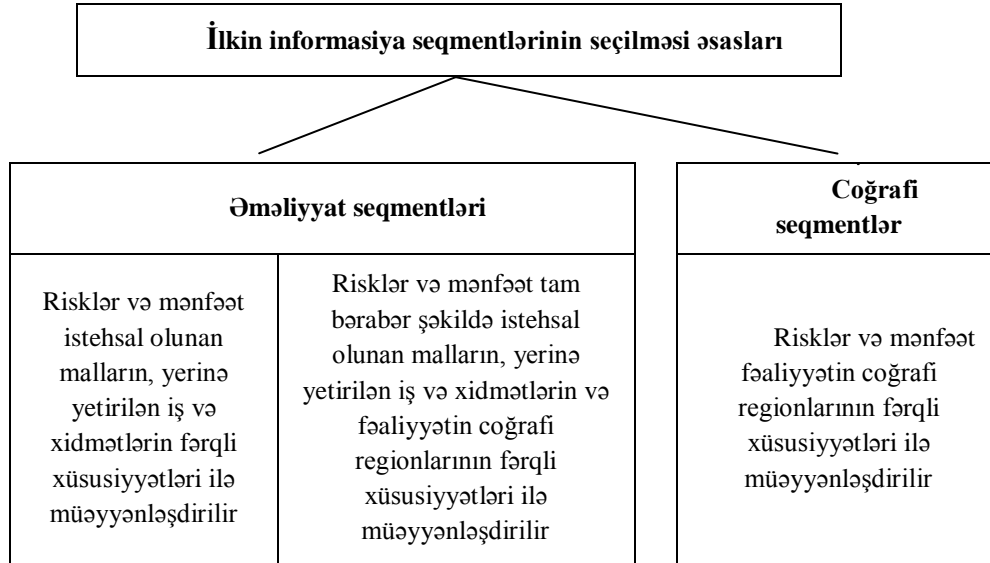 İlkin informasiya seqmentlərinin seçilməsi əsasları
Əməliyyat seqmentləri
Risklər və mənfəət
istehsal olunan
malların, yerinə
yetirilən iş və
xidmətlərin fərqli
xüsusiyyətləri ilə
müəyyənləşdirilir
Risklər və mənfəət tam
bərabər şəkildə istehsal
olunan malların, yerinə
yetirilən iş və xidmətlərin və
fəaliyyətin coğrafi
regionlarının fərqli
xüsusiyyətləri ilə
müəyyənləşdirilir
Coğrafi
seqmentlər
Risklər və mənfəət
fəaliyyətin coğrafi
regionlarının fərqli
xüsusiyyətləri ilə
müəyyənləşdirilir